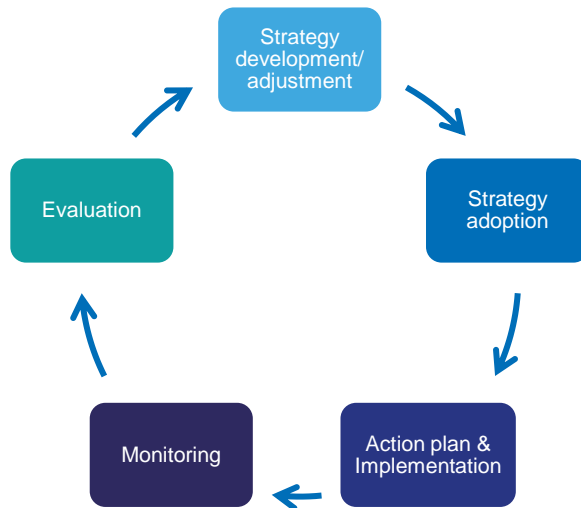 Strategy
development/
adjustment
Strategy
adoption
Action plan &
Implementation
Monitoring
Evaluation